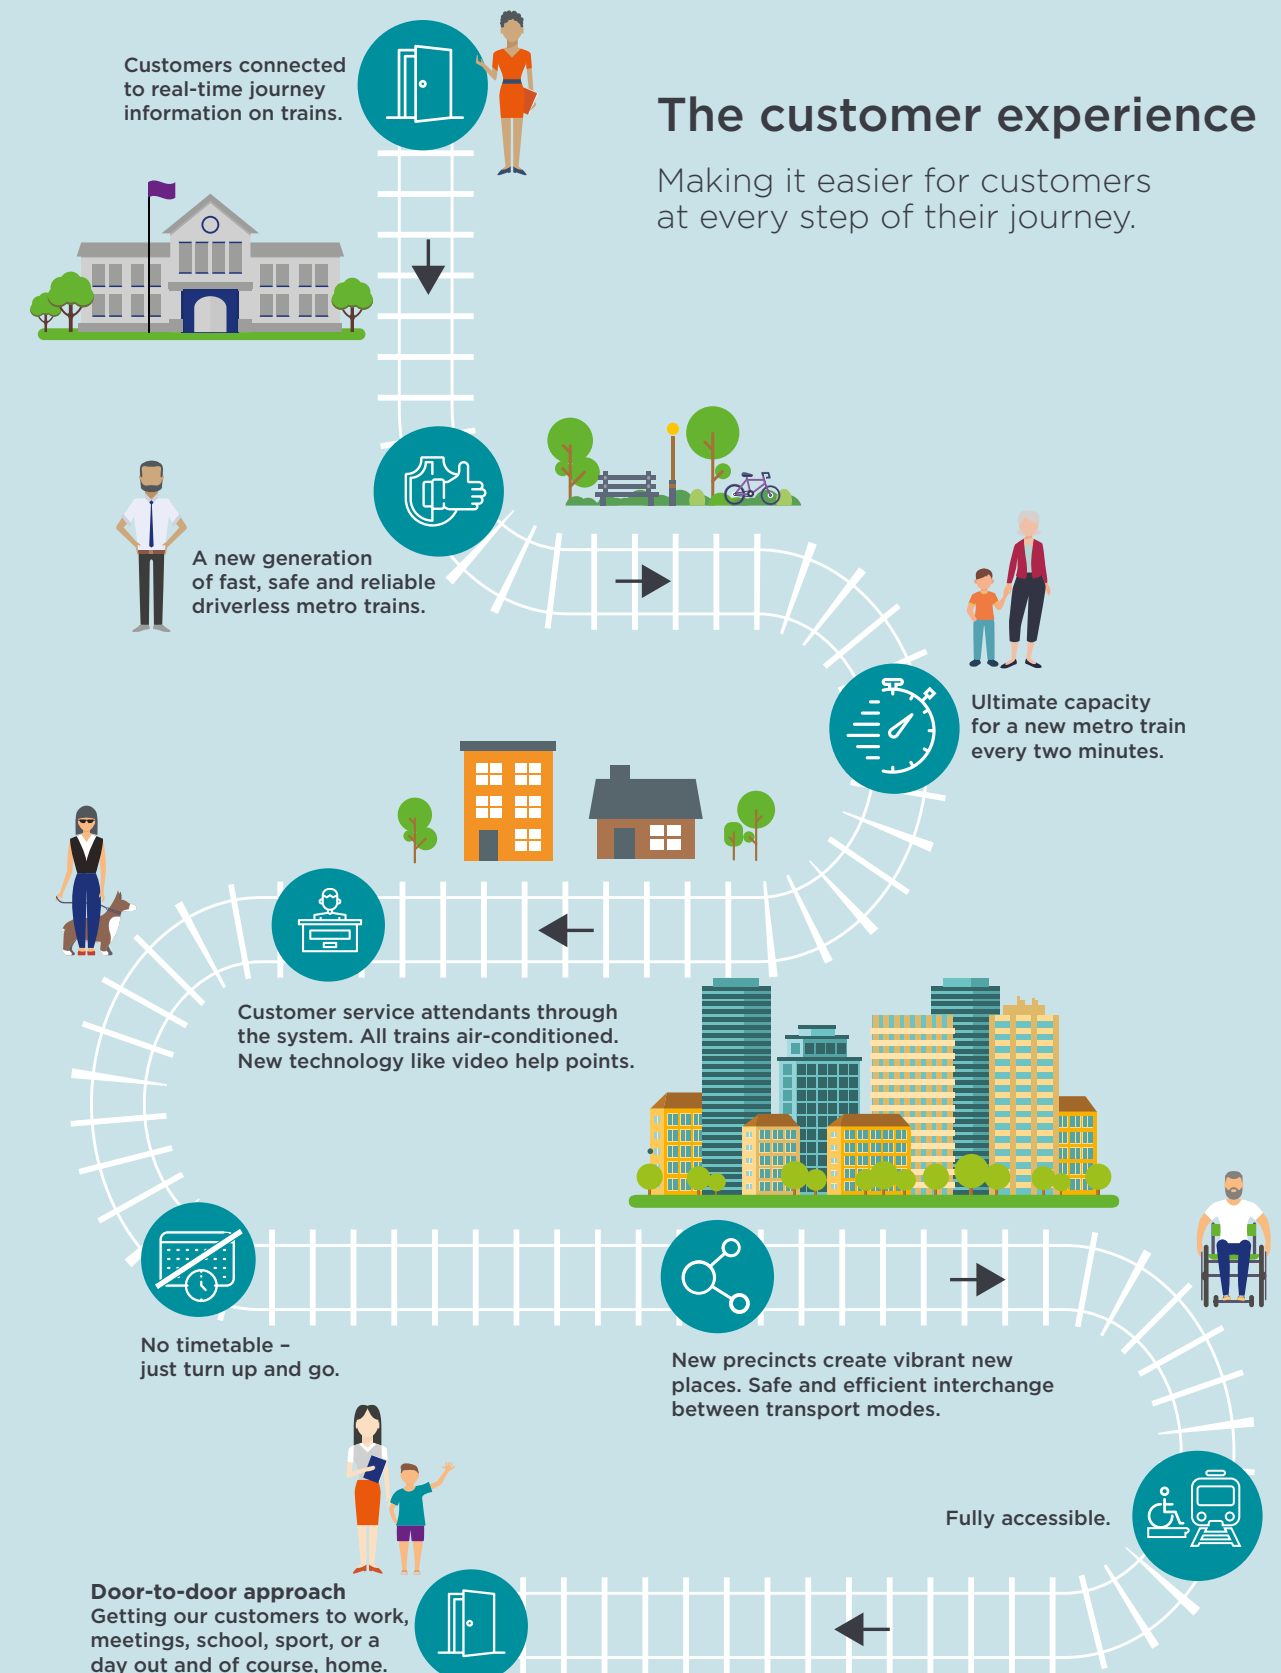 Customers connected
to real-time journey
information on trains.
The customer experience
Making it easier for customers
at every step of their journey.
A new generation
of fast, safe and reliable
driverless metro trains.
Ultimate capacity
for a new metro train
every two minutes.
Customer service attendants through
the system. All trains air-conditioned.
New technology like video help points.
No timetable –
just turn up and go.
New precincts create vibrant new
places. Safe and efficient interchange
between transport modes.
Fully accessible.
Door-to-door approach
Getting our customers to work,
meetings, school, sport, or a
day out and of course, home.